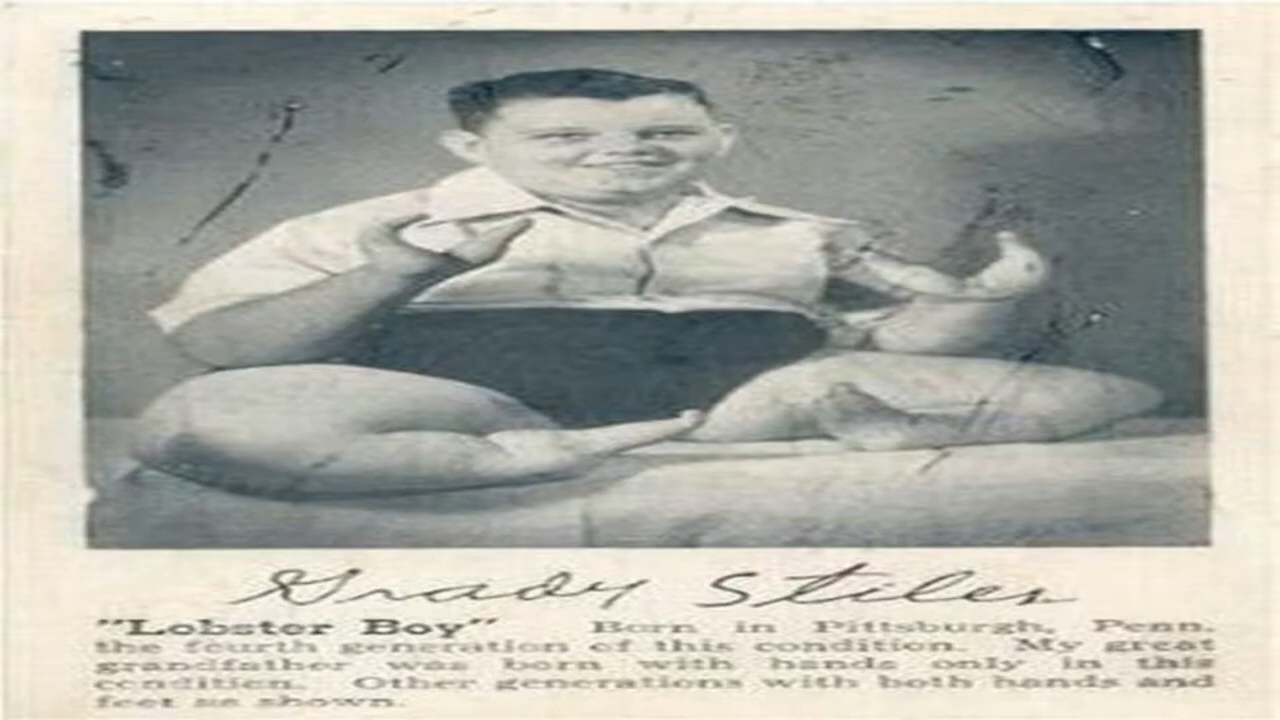 Grady Stiles
"Lobster Boy" Born in Pittsburgh, Penn.
the fourth generation of this condition. My great
grandfather was born with hands only in this
condition. Other generations with both hands and
feet as shown.